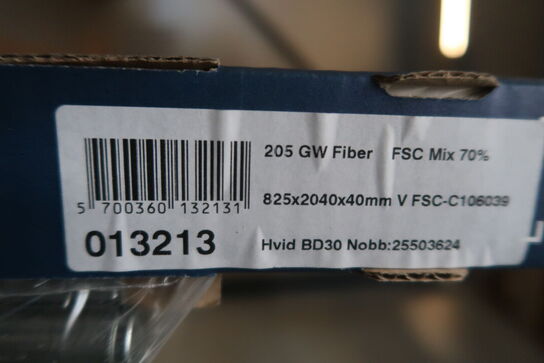 205 GW Fiber FSC Mix 70%
825x2040x40mm V FSC-C106039
5 700360 132131
013213 Hvid BD30 Nobb:25503624